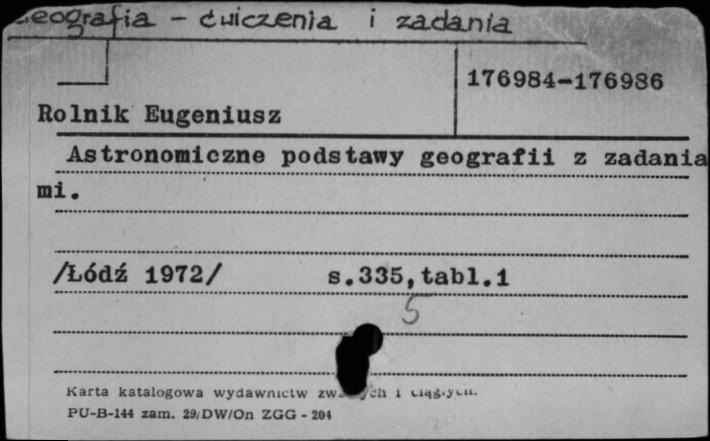 Geografia - ćwiczenia i zadania
176984-176986
Rolnik Eugeniusz
Astronomiczne podstawy geografii z zadania
mi.
/Łódź 1972/ s.335,tabl.1
5
Karta katalogowa wydawnictw i ciągłych.
PU-B-144 zam. 29/DW/On ZGG - 204